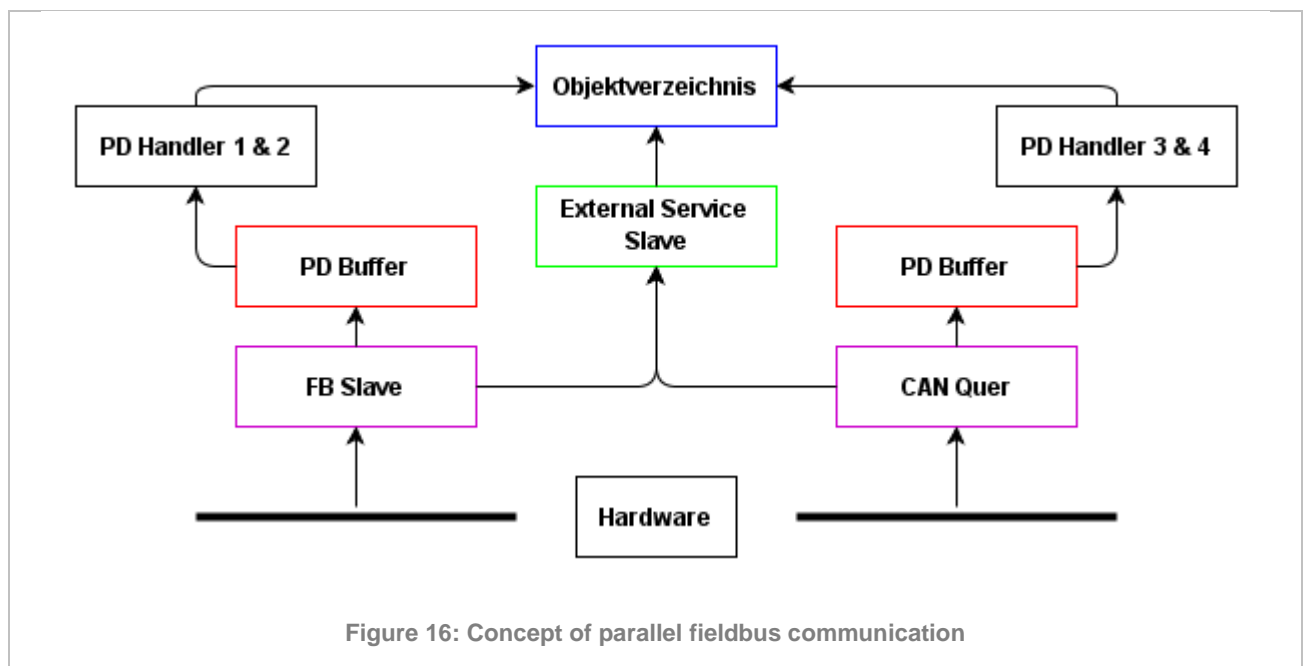 Objektverzeichnis
PD Handler 1 & 2
PD Handler 3 & 4
External Service
Slave
PD Buffer
PD Buffer
FB Slave
CAN Quer
Hardware
Figure 16: Concept of parallel fieldbus communication